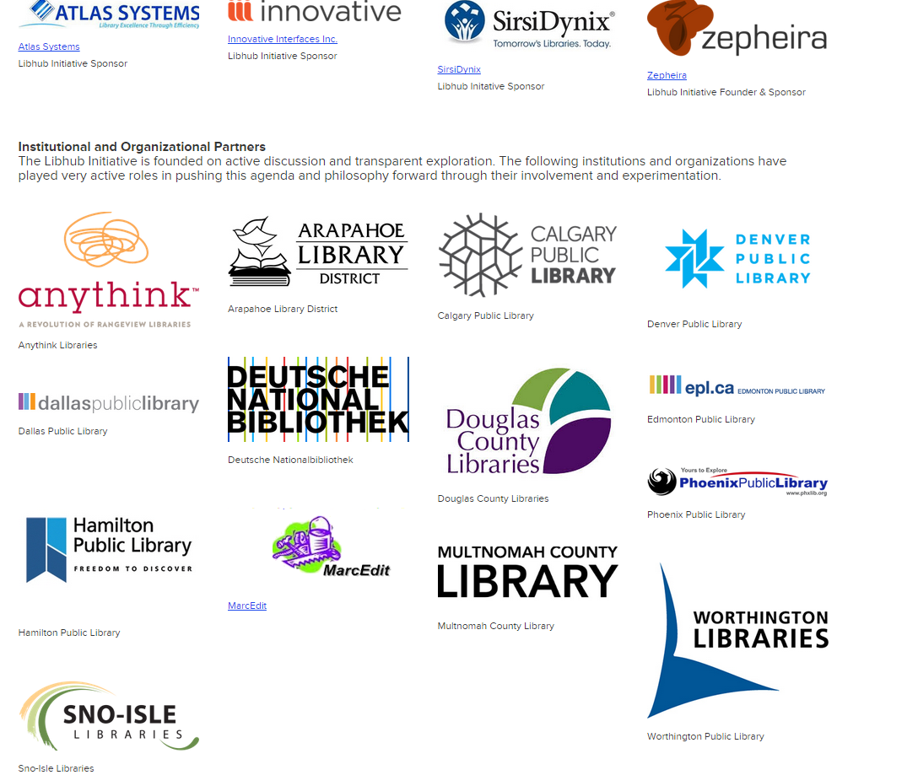 ATLAS SYSTEMS
Library Excellence Through Efficiency
Atlas Systems
Libhub Initiative Sponsor
innovative
Innovative Interfaces Inc.
Libhub Initiative Sponsor
SirsiDynix®
Tomorrow's Libraries. Today.
SirsiDynix
Libhub Initative Sponsor
zepheira
Zepheira
Libhub Initiative Founder & Sponsor
Institutional and Organizational Partners
The Libhub Initiative is founded on active discussion and transparent exploration. The following institutions and organizations have
played very active roles in pushing this agenda and philosophy forward through their involvement and experimentation.
anythink™
A REVOLUTION OF RANGEVIEW LIBRARIES
Anythink Libraries
ARAPAHOE
LIBRARY
DISTRICT
Arapahoe Library District
CALGARY
PUBLIC
LIBRARY
Calgary Public Library
DENVER
PUBLIC
LIBRARY
Denver Public Library
dallaspubliclibrary
Dallas Public Library
DEUTSCHE
NATIONAL
BIBLIOTHEK
Deutsche Nationalbibliothek
Douglas
County
Libraries
Douglas County Libraries
epl.ca EDMONTON PUBLIC LIBRARY
Edmonton Public Library
Yours to Explore
PhoenixPublicLibrary
www.phxlib.org
Phoenix Public Library
Hamilton
Public Library
FREEDOM TO DISCOVER
Hamilton Public Library
MarcEdit
MarcEdit
MULTNOMAH COUNTY
LIBRARY
Multnomah County Library
WORTHINGTON
LIBRARIES
Worthington Public Library
SNO-ISLE
LIBRARIES
Sno-Isle Libraries